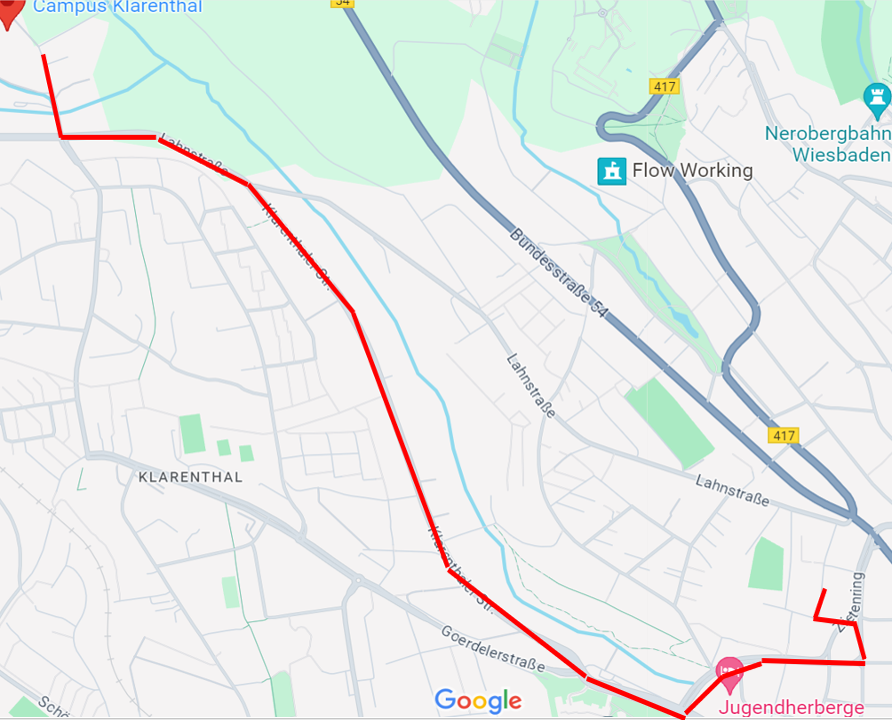 Campus Klarenthal
54
417
Nerobergbahn
Wiesbaden
Lahnstraße
Flow Working
Klarenthaler Str.
Bundesstraße 54
Lahnstraße
417
KLARENTHAL
Lahnstraße
Klarenthaler Str.
Zietenring
Goerdelerstraße
Google
Jugendherberge